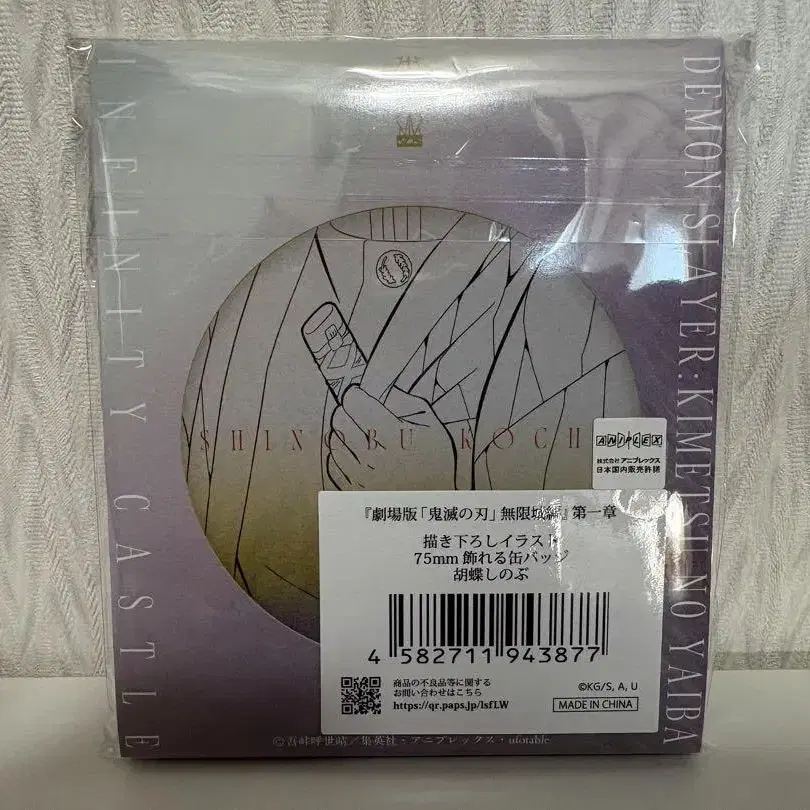 INFINITY CASTLE
DEMON SLAYER: KIMETSU NO YAIBA
SHINOBU KOCH
ANIPLEX
株式会社アニプレックス
日本国内販売許諾
『劇場版「鬼滅の刃」無限城編』第一章
描き下ろしイラスト
75mm 飾れる缶バッジ
胡蝶しのぶ
4 582711 943877
商品の不良品等に関する
お問い合わせはこちら
https://qr.paps.jp/lsfLW
©KG/S, A, U
MADE IN CHINA
©吾峠呼世晴／集英社・アニプレックス・ufotable